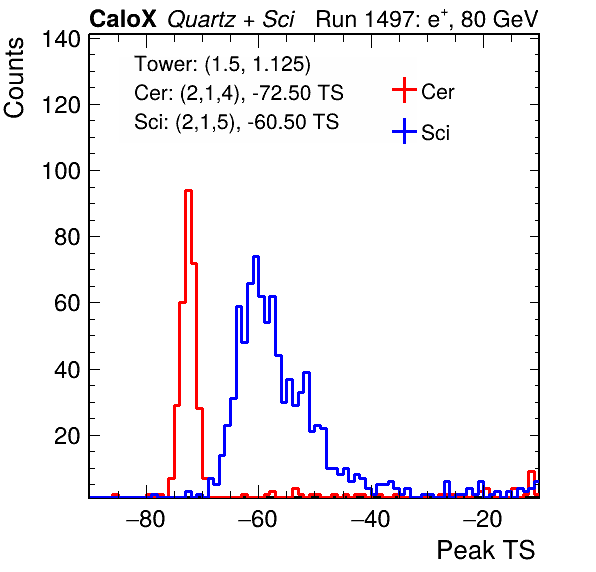 CaloX Quartz + Sci Run 1497: e+, 80 GeV
Counts
140
120
100
80
60
40
20
Tower: (1.5, 1.125)
Cer: (2,1,4), -72.50 TS
Sci: (2,1,5), -60.50 TS
Cer
Sci
−80 −60 −40 −20
Peak TS